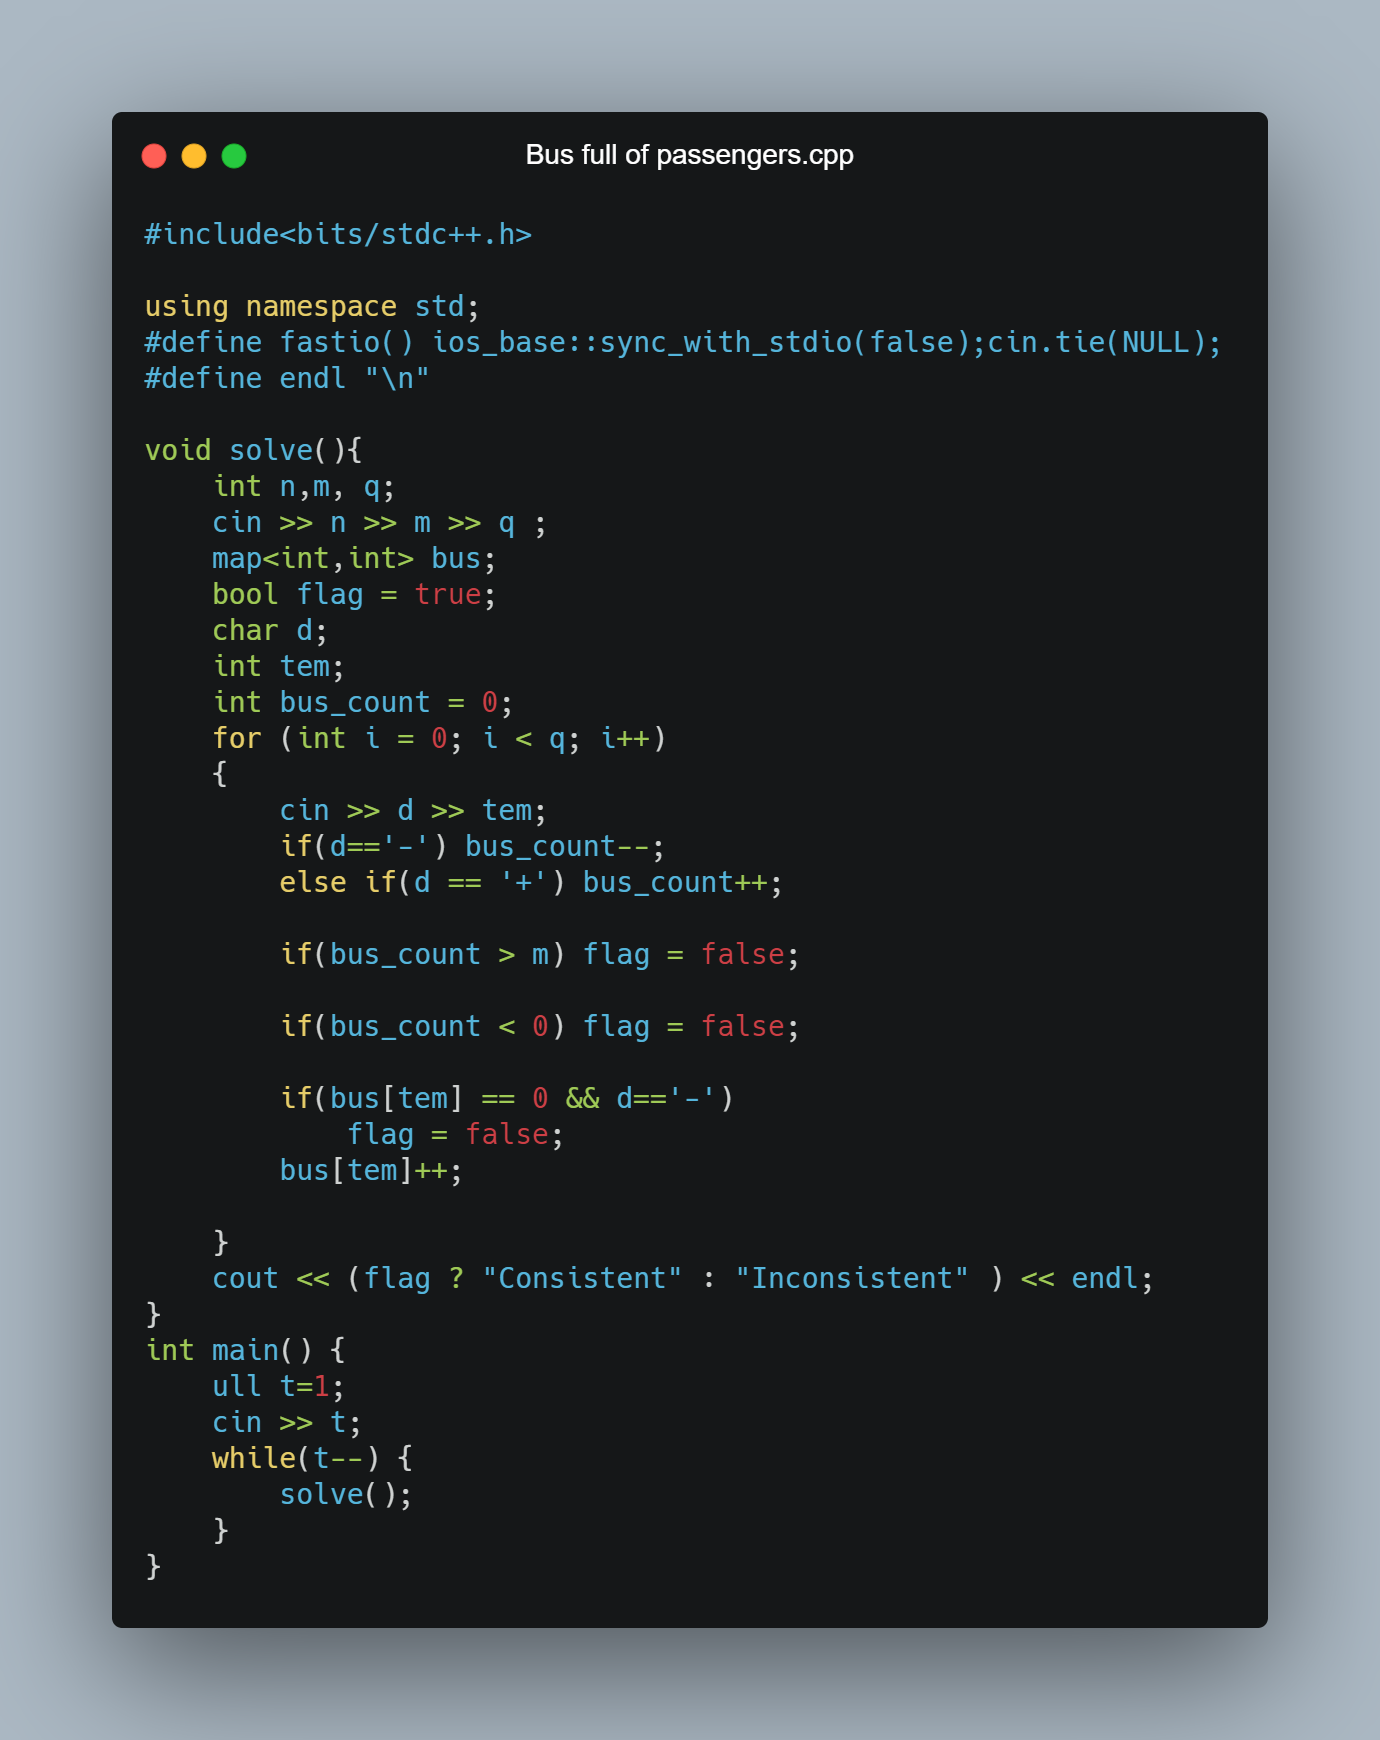 Bus full of passengers.cpp
#include<bits/stdc++.h>
using namespace std;
#define fastio() ios_base::sync_with_stdio(false);cin.tie(NULL);
#define endl "\n"
void solve(){
    int n,m, q;
    cin >> n >> m >> q ;
    map<int,int> bus;
    bool flag = true;
    char d;
    int tem;
    int bus_count = 0;
    for (int i = 0; i < q; i++)
    {
        cin >> d >> tem;
        if(d=='-') bus_count--;
        else if(d == '+') bus_count++;
        if(bus_count > m) flag = false;
        if(bus_count < 0) flag = false;
        if(bus[tem] == 0 && d=='-')
            flag = false;
        bus[tem]++;
    }
    cout << (flag ? "Consistent" : "Inconsistent" ) << endl;
}
int main() {
    ull t=1;
    cin >> t;
    while(t--) {
        solve();
    }
}